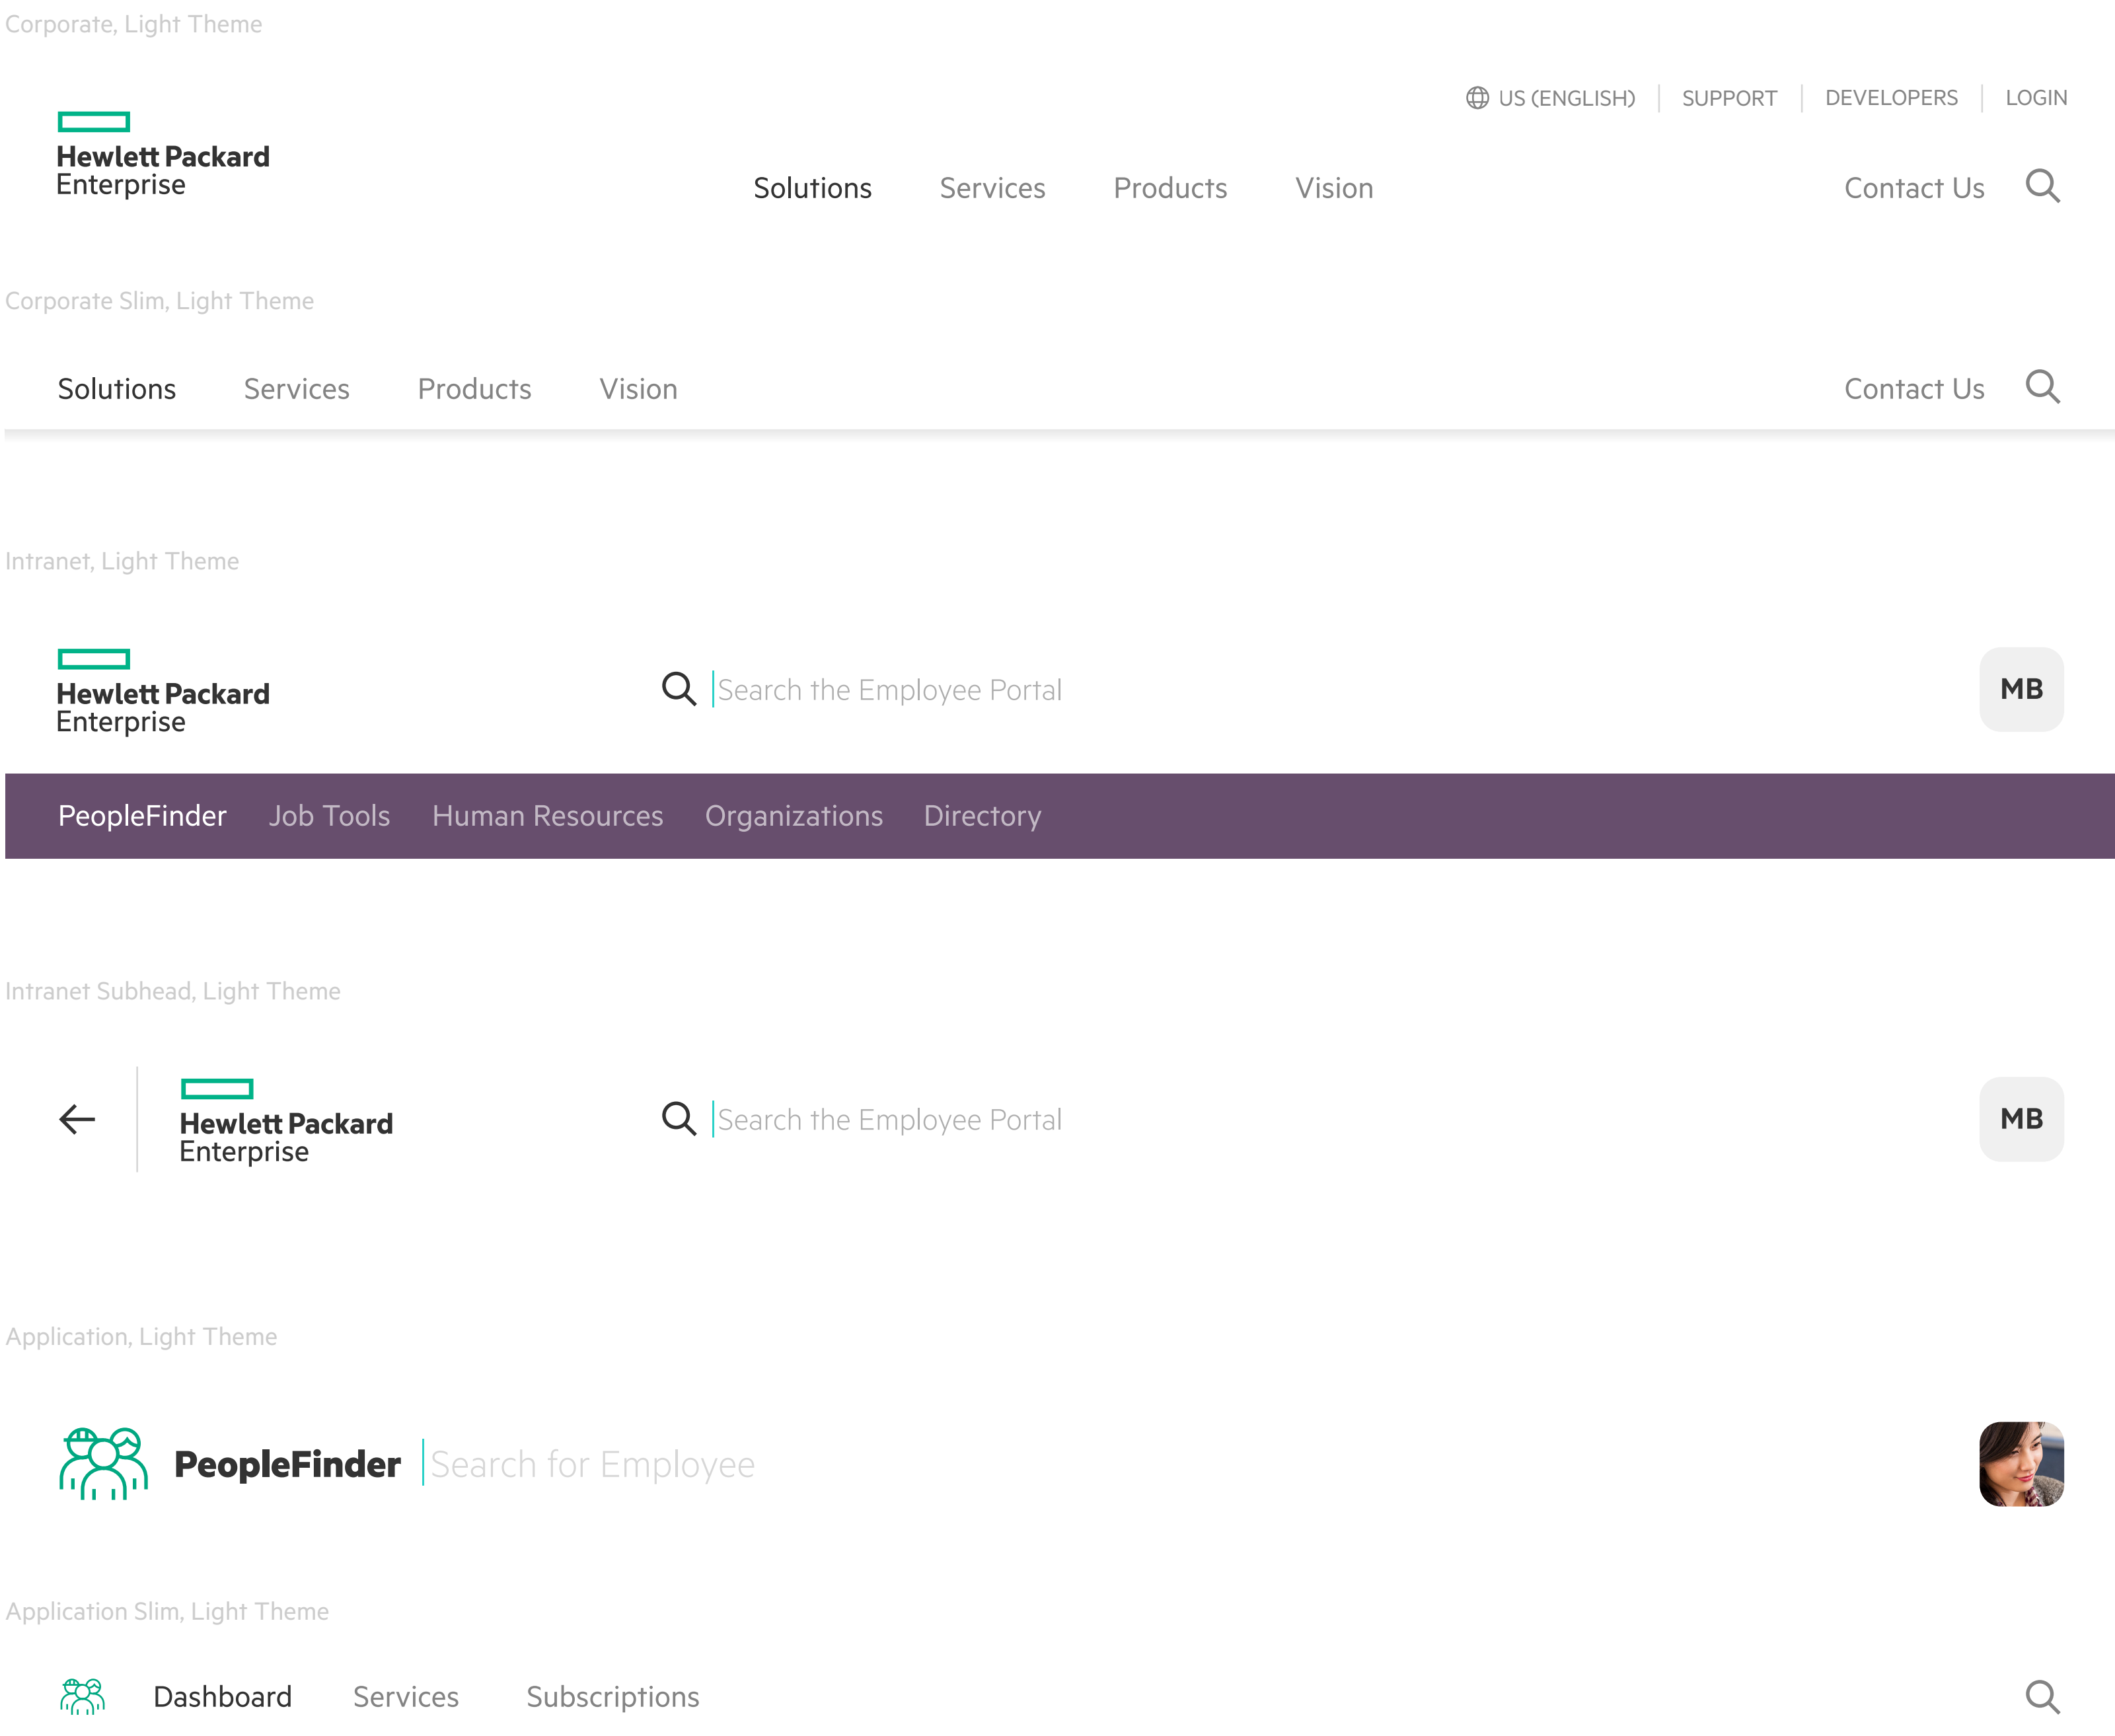 Corporate, Light Theme
US (ENGLISH) SUPPORT DEVELOPERS LOGIN
Hewlett Packard
Enterprise
Solutions Services Products Vision Contact Us
Corporate Slim, Light Theme
Solutions Services Products Vision Contact Us
Intranet, Light Theme
Hewlett Packard
Enterprise
Search the Employee Portal
MB
PeopleFinder Job Tools Human Resources Organizations Directory
Intranet Subhead, Light Theme
Hewlett Packard
Enterprise
Search the Employee Portal
MB
Application, Light Theme
PeopleFinder Search for Employee
Application Slim, Light Theme
Dashboard Services Subscriptions